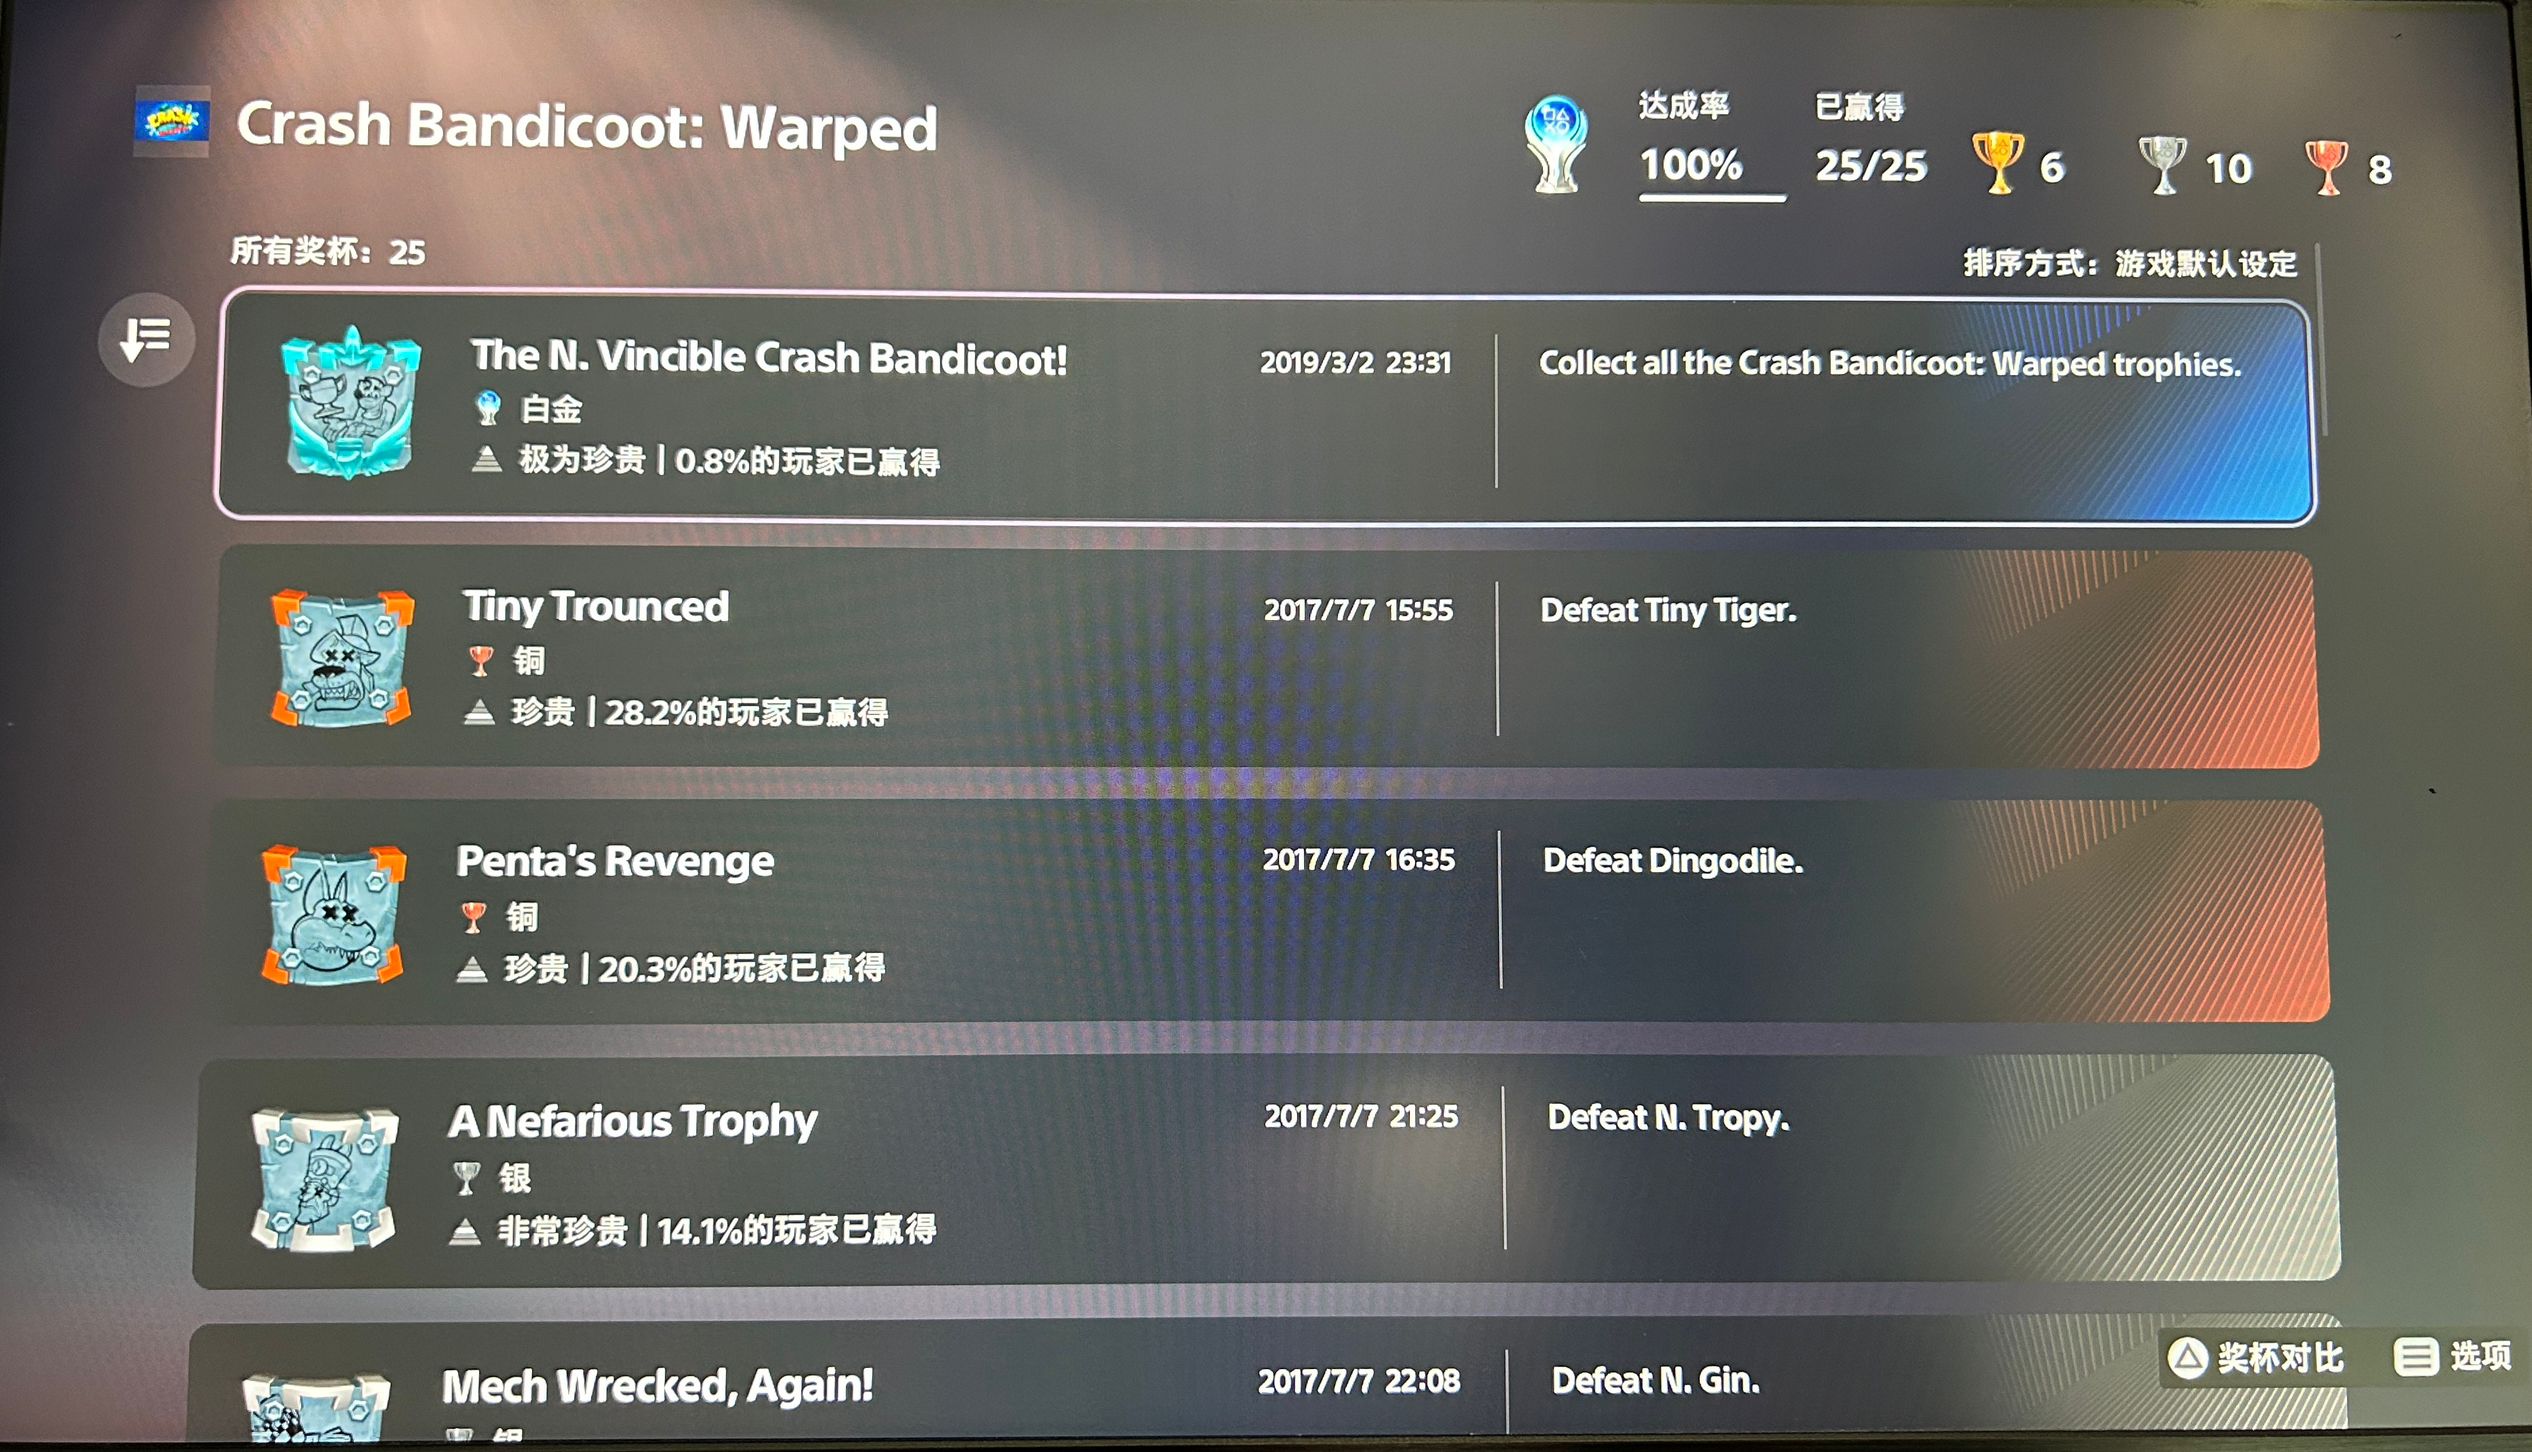 Crash Bandicoot: Warped
达成率
100%
已赢得
25/25
6
10
8
所有奖杯：25
排序方式：游戏默认设定
The N. Vincible Crash Bandicoot!
白金
极为珍贵 | 0.8%的玩家已赢得
2019/3/2 23:31
Collect all the Crash Bandicoot: Warped trophies.
Tiny Trounced
铜
珍贵 | 28.2%的玩家已赢得
2017/7/7 15:55
Defeat Tiny Tiger.
Penta's Revenge
铜
珍贵 | 20.3%的玩家已赢得
2017/7/7 16:35
Defeat Dingodile.
A Nefarious Trophy
银
非常珍贵 | 14.1%的玩家已赢得
2017/7/7 21:25
Defeat N. Tropy.
Mech Wrecked, Again!
银
2017/7/7 22:08
Defeat N. Gin.
奖杯对比
选项